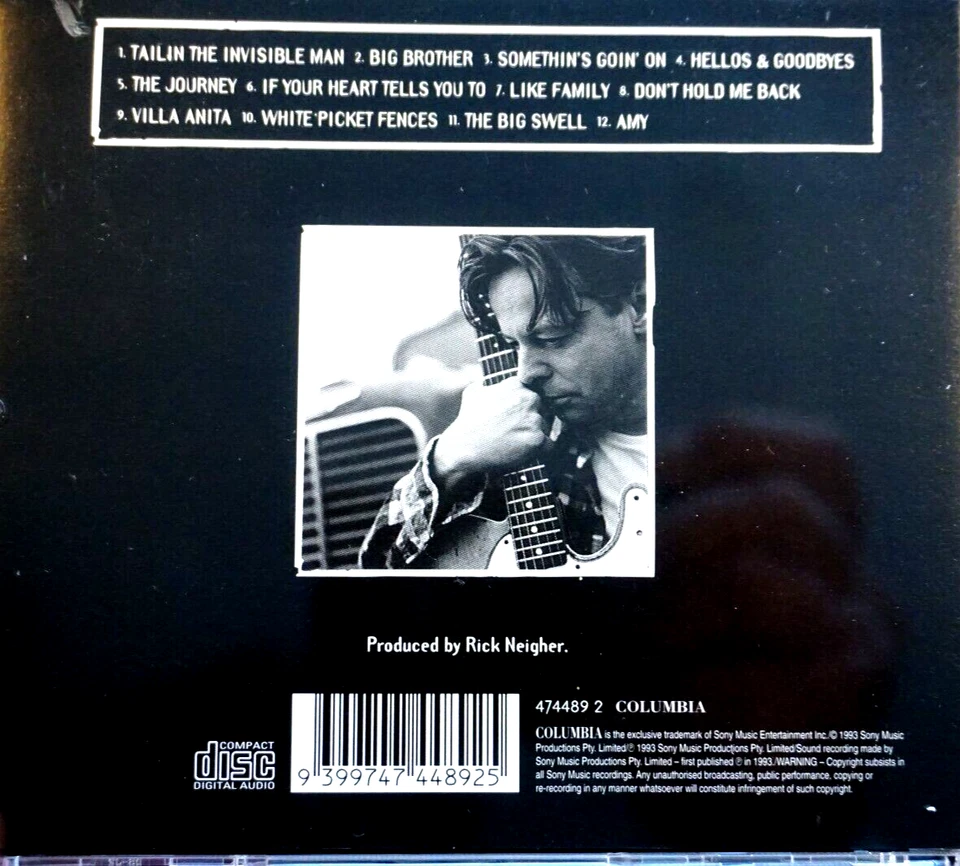 1. TAILIN THE INVISIBLE MAN 2. BIG BROTHER 3. SOMETHIN'S GOIN' ON 4. HELLOS & GOODBYES
5. THE JOURNEY 6. IF YOUR HEART TELLS YOU TO 7. LIKE FAMILY 8. DON'T HOLD ME BACK
9. VILLA ANITA 10. WHITE PICKET FENCES 11. THE BIG SWELL 12. AMY
Produced by Rick Neigher.
COMPACT
disc
DIGITAL AUDIO
9 399747 448925
474489 2 COLUMBIA
COLUMBIA is the exclusive trademark of Sony Music Entertainment Inc./© 1993 Sony Music
Productions Pty. Limited/℗ 1993 Sony Music Productions Pty. Limited/Sound recording made by
Sony Music Productions Pty. Limited – first published ℗ in 1993./WARNING – Copyright subsists in
all Sony Music recordings. Any unauthorised broadcasting, public performance, copying or
re-recording in any manner whatsoever will constitute infringement of such copyright.